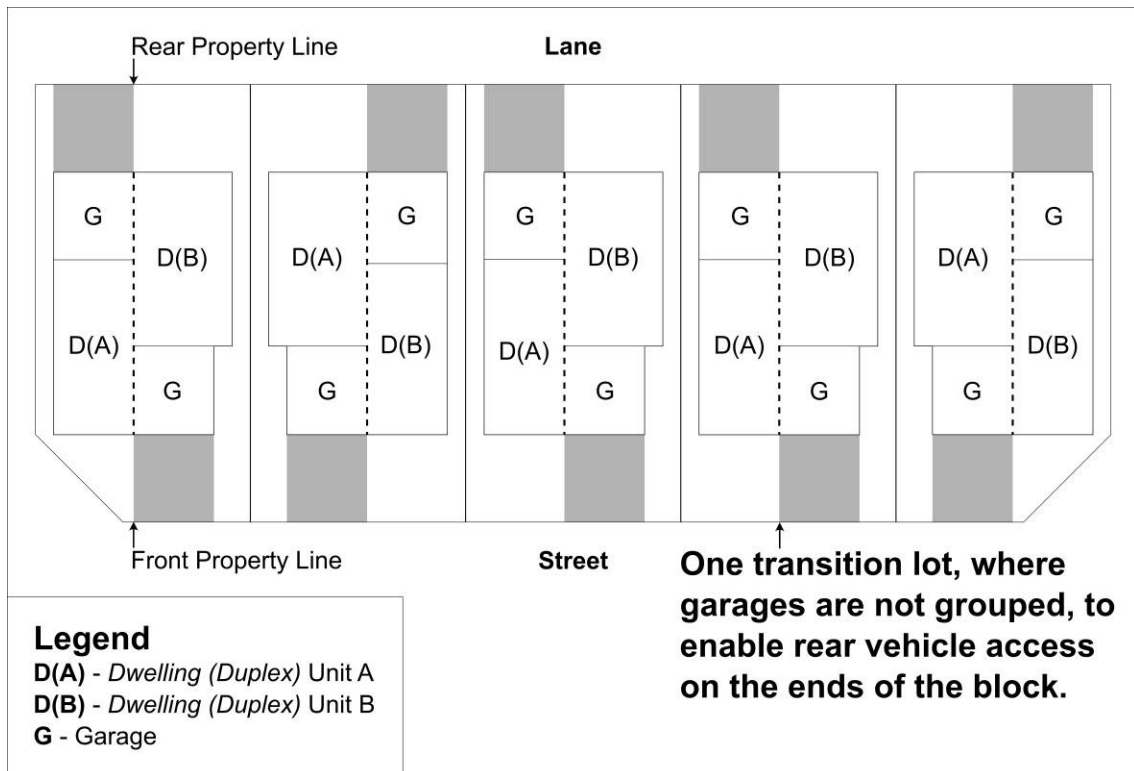 Rear Property Line
Lane
G
D(B)
D(A)
G
D(A)
G
D(B)
G
G
D(B)
D(A)
G
G
D(B)
D(A)
G
D(A)
G
D(B)
G
Front Property Line
Street
One transition lot, where
garages are not grouped, to
enable rear vehicle access
on the ends of the block.
Legend
D(A) - Dwelling (Duplex) Unit A
D(B) - Dwelling (Duplex) Unit B
G - Garage